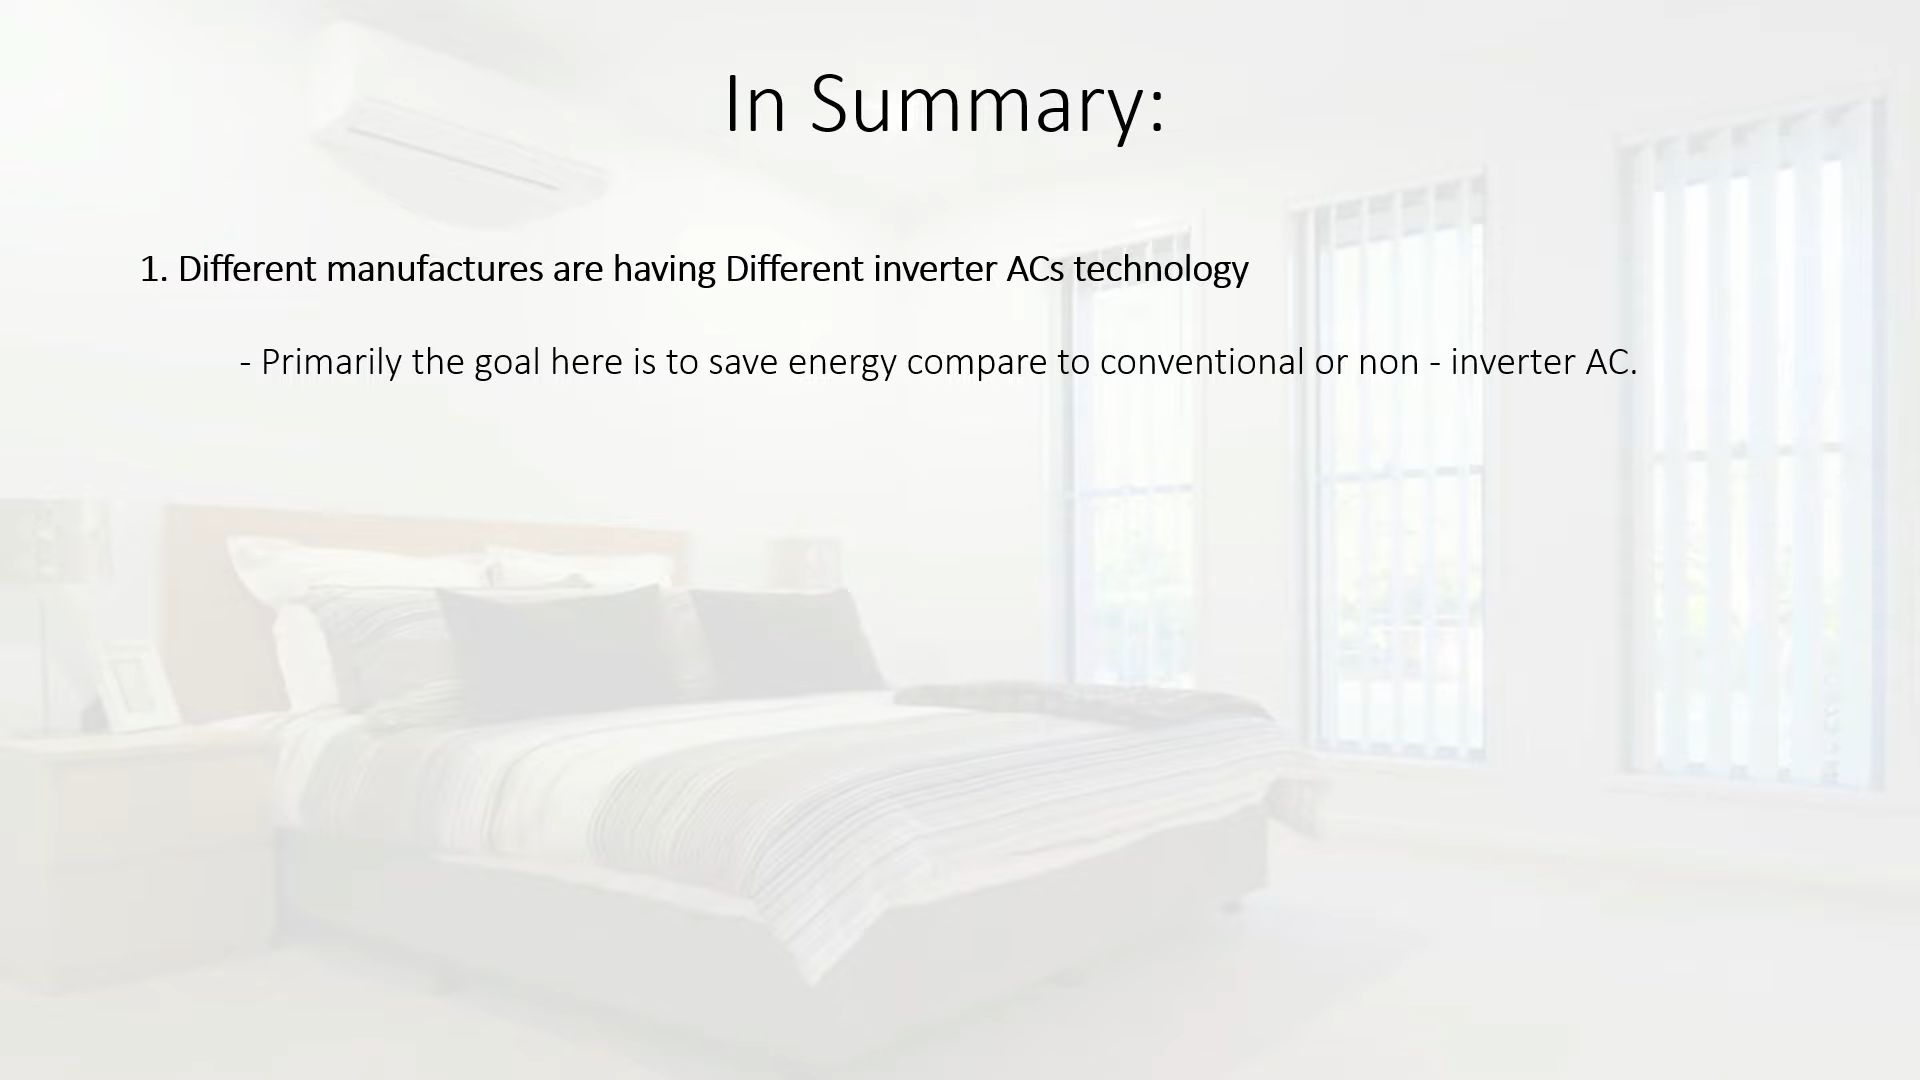 In Summary:
1. Different manufactures are having Different inverter ACs technology
- Primarily the goal here is to save energy compare to conventional or non - inverter AC.